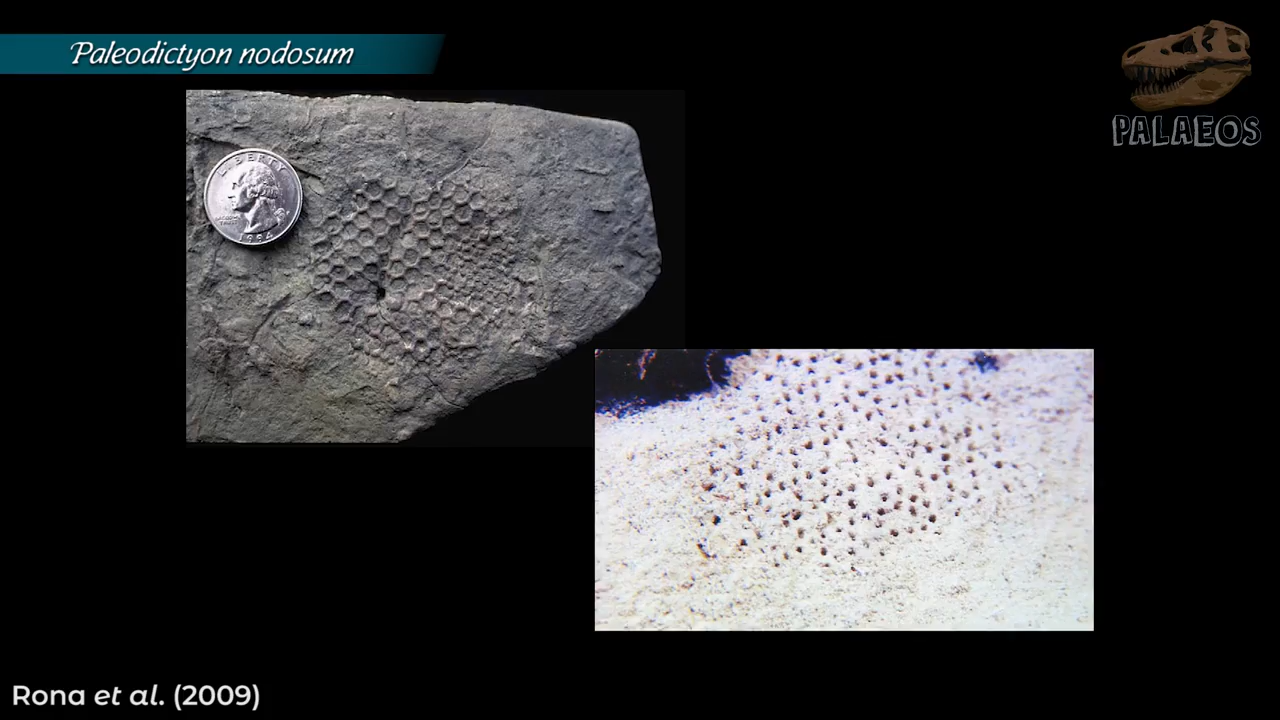 Paleodictyon nodosum
PALAEOS
LIBERTY
1994
Rona et al. (2009)